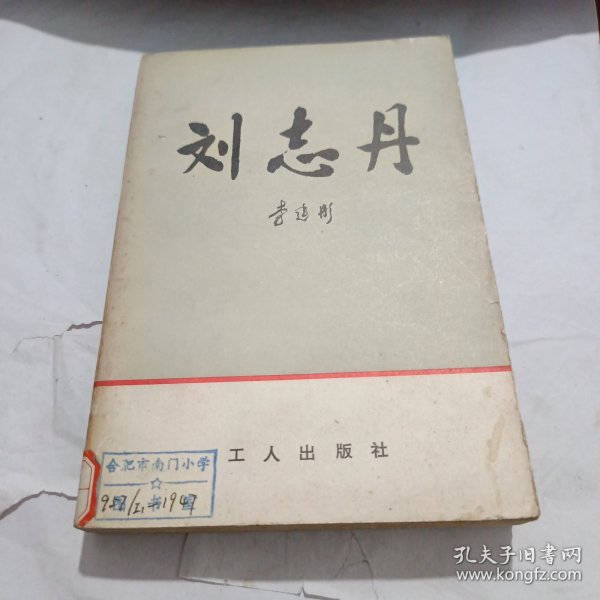 刘志丹
李建彤
工人出版社
合肥市南门小学
☆
孔夫子旧书网
www.kongfz.com